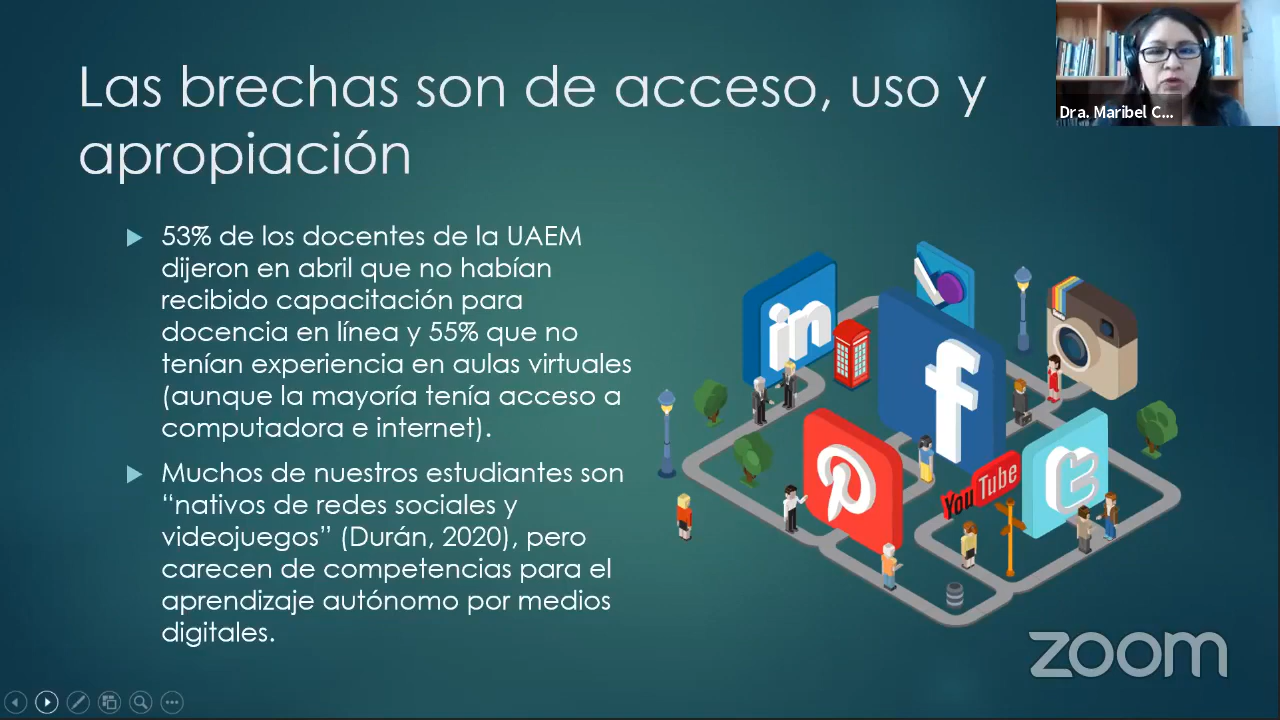 Las brechas son de acceso, uso y
apropiación
Dra. Maribel C...
53% de los docentes de la UAEM
dijeron en abril que no habían
recibido capacitación para
docencia en línea y 55% que no
tenían experiencia en aulas virtuales
(aunque la mayoría tenía acceso a
computadora e internet).
Muchos de nuestros estudiantes son
“nativos de redes sociales y
videojuegos” (Durán, 2020), pero
carecen de competencias para el
aprendizaje autónomo por medios
digitales.
in
f
YouTube
zoom